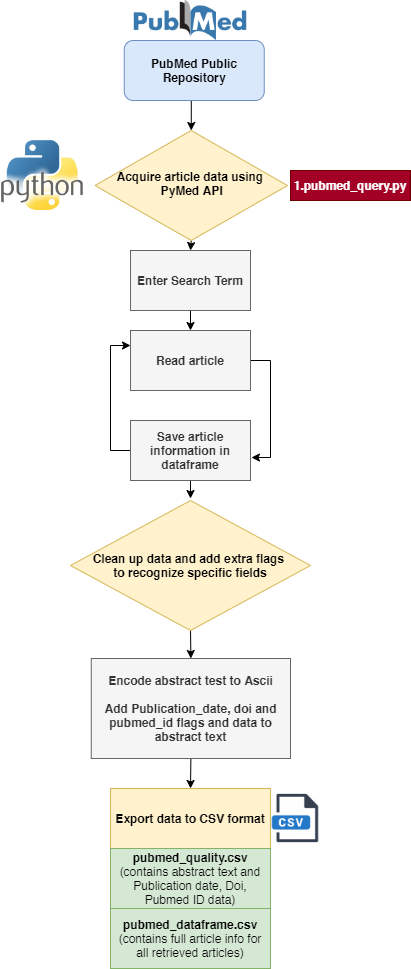 PubMed
PubMed Public
Repository
python
Acquire article data using
PyMed API
1.pubmed_query.py
Enter Search Term
Read article
Save article
information in
dataframe
Clean up data and add extra flags
to recognize specific fields
Encode abstract test to Ascii
Add Publication_date, doi and
pubmed_id flags and data to
abstract text
Export data to CSV format
CSV
pubmed_quality.csv
(contains abstract text and
Publication date, Doi,
Pubmed ID data)
pubmed_dataframe.csv
(contains full article info for
all retrieved articles)